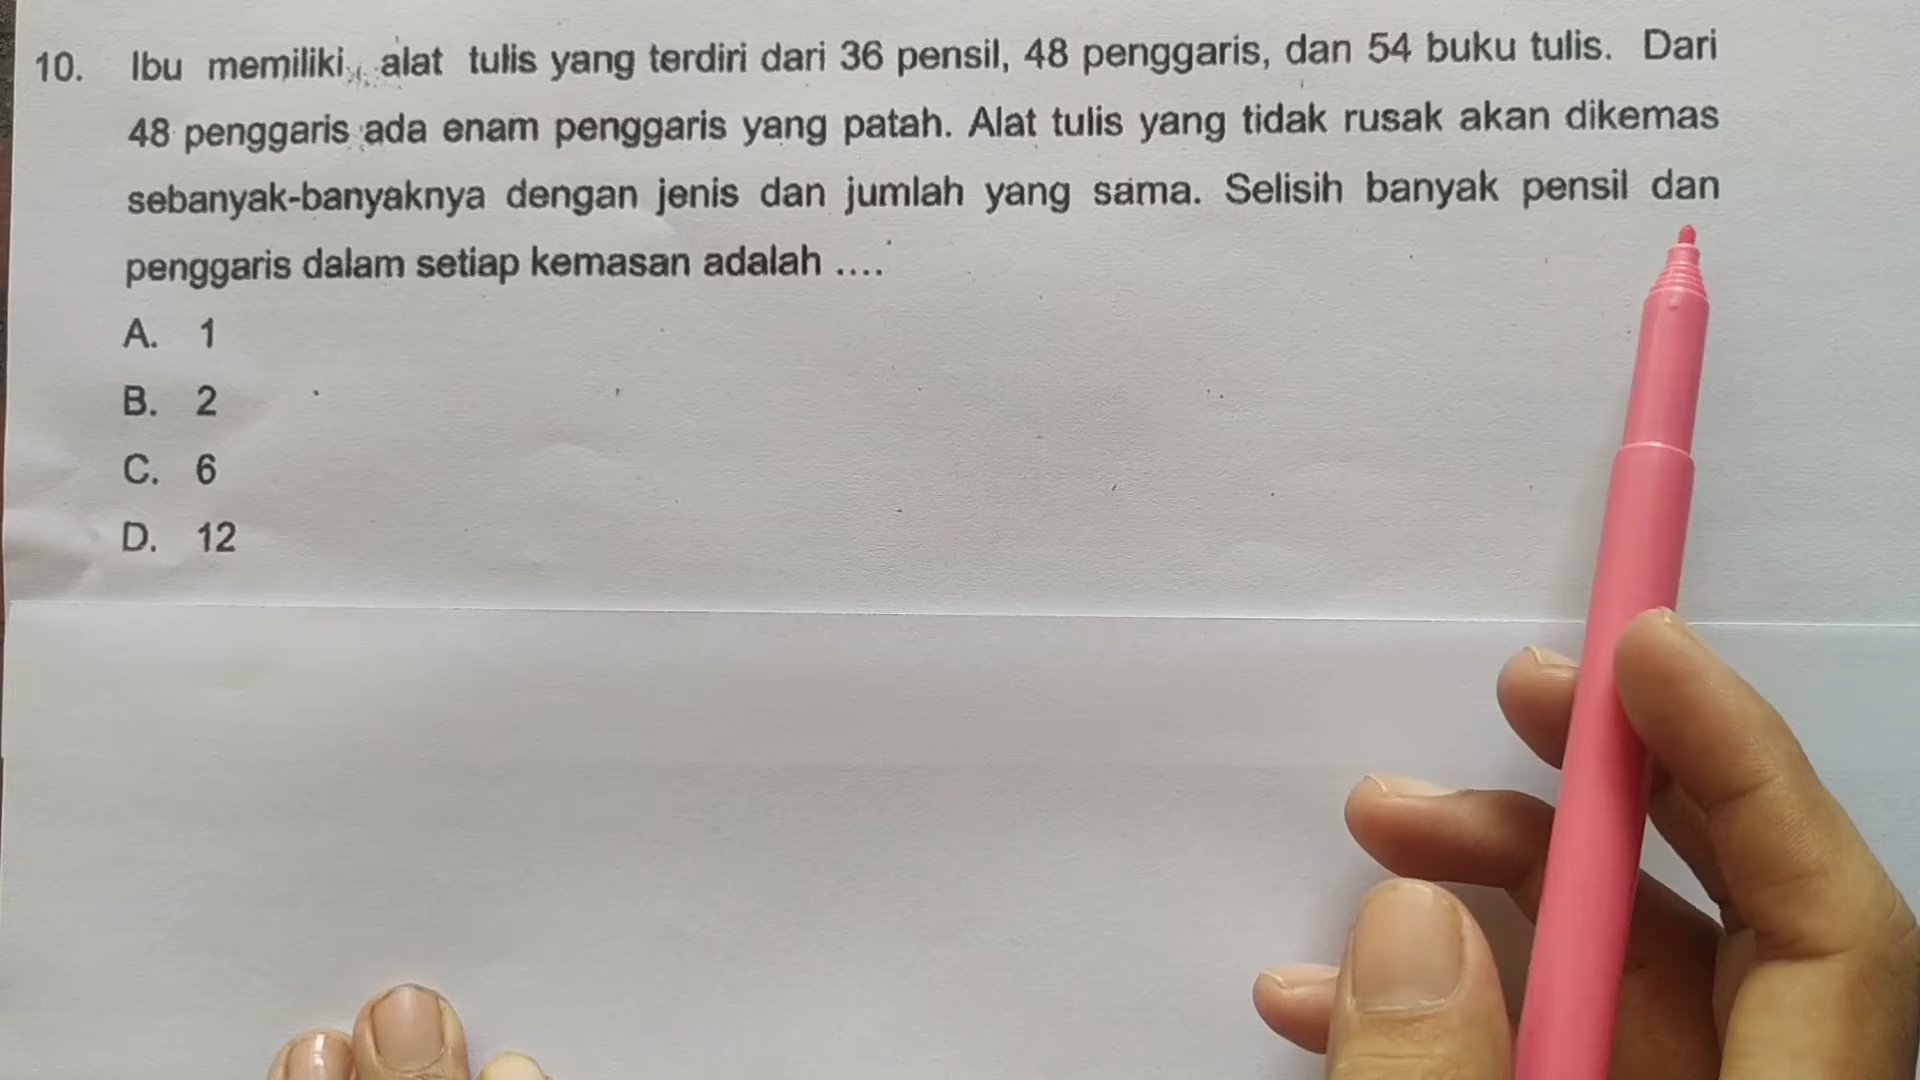 10. Ibu memiliki alat tulis yang terdiri dari 36 pensil, 48 penggaris, dan 54 buku tulis. Dari
48 penggaris ada enam penggaris yang patah. Alat tulis yang tidak rusak akan dikemas
sebanyak-banyaknya dengan jenis dan jumlah yang sama. Selisih banyak pensil dan
penggaris dalam setiap kemasan adalah ....
A. 1
B. 2
C. 6
D. 12